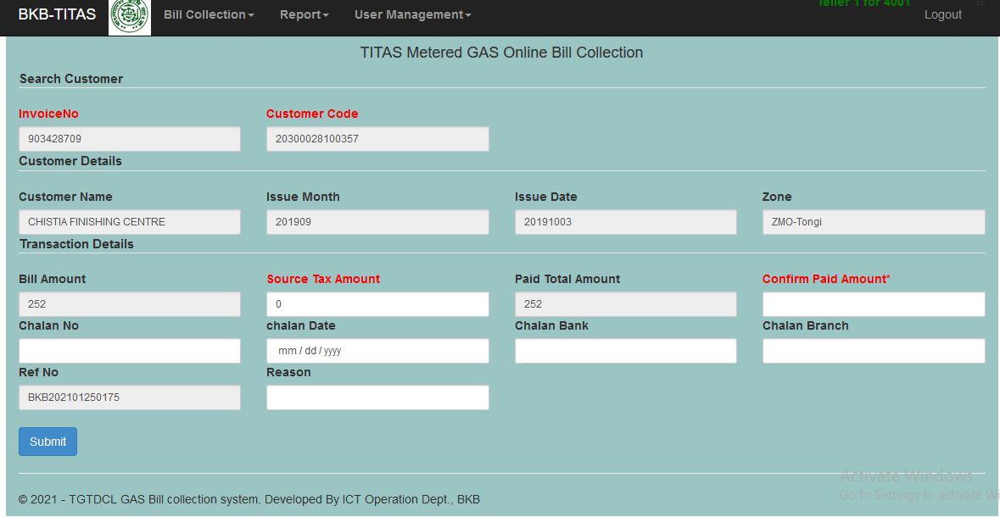 BKB-TITAS Bill Collection Report User Management Teller 1 for 4001 Logout
TITAS Metered GAS Online Bill Collection
Search Customer
InvoiceNo Customer Code
903428709 20300028100357
Customer Details
Customer Name Issue Month Issue Date Zone
CHISTIA FINISHING CENTRE 201909 20191003 ZMO-Tongi
Transaction Details
Bill Amount Source Tax Amount Paid Total Amount Confirm Paid Amount*
252 0 252
Chalan No chalan Date Chalan Bank Chalan Branch
mm / dd / yyyy
Ref No Reason
BKB202101250175
Submit
Activate Windows
Go to Settings to activate
© 2021 - TGTDCL GAS Bill collection system. Developed By ICT Operation Dept., BKB